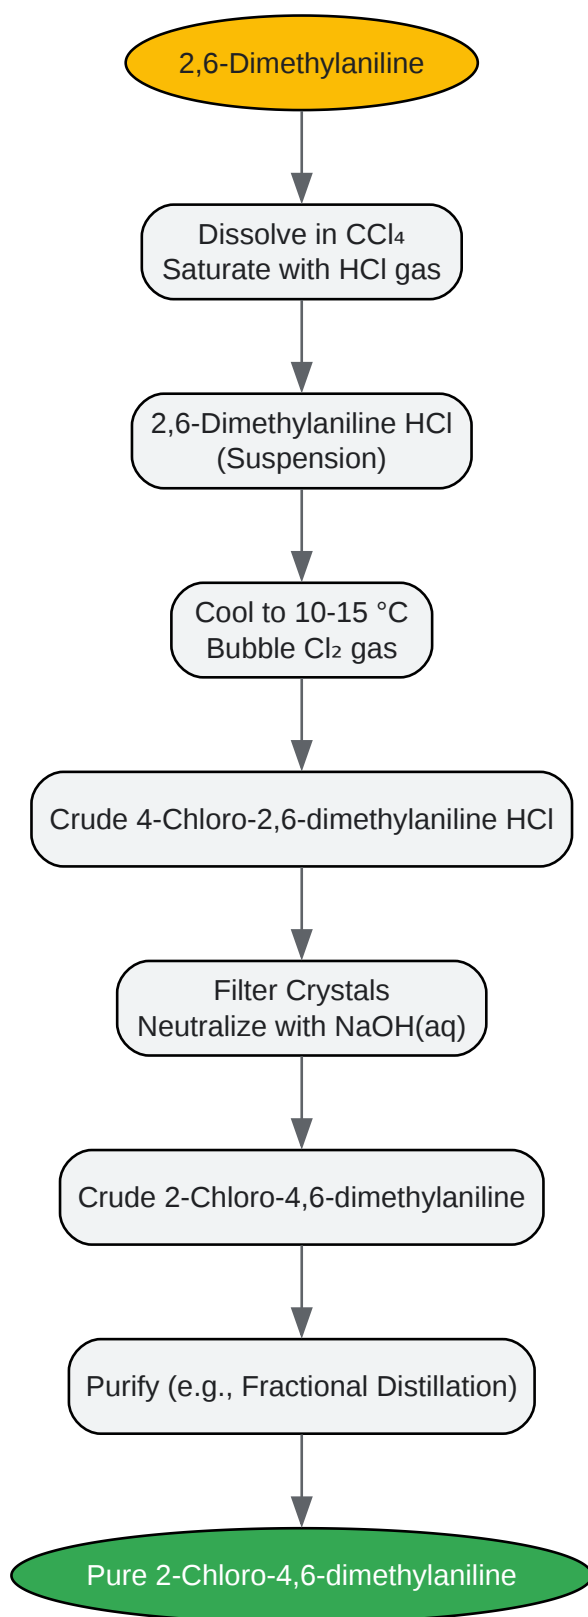 2,6-Dimethylaniline
Dissolve in CCl₄
Saturate with HCl gas
2,6-Dimethylaniline HCl
(Suspension)
Cool to 10-15 °C
Bubble Cl₂ gas
Crude 4-Chloro-2,6-dimethylaniline HCl
Filter Crystals
Neutralize with NaOH(aq)
Crude 2-Chloro-4,6-dimethylaniline
Purify (e.g., Fractional Distillation)
Pure 2-Chloro-4,6-dimethylaniline